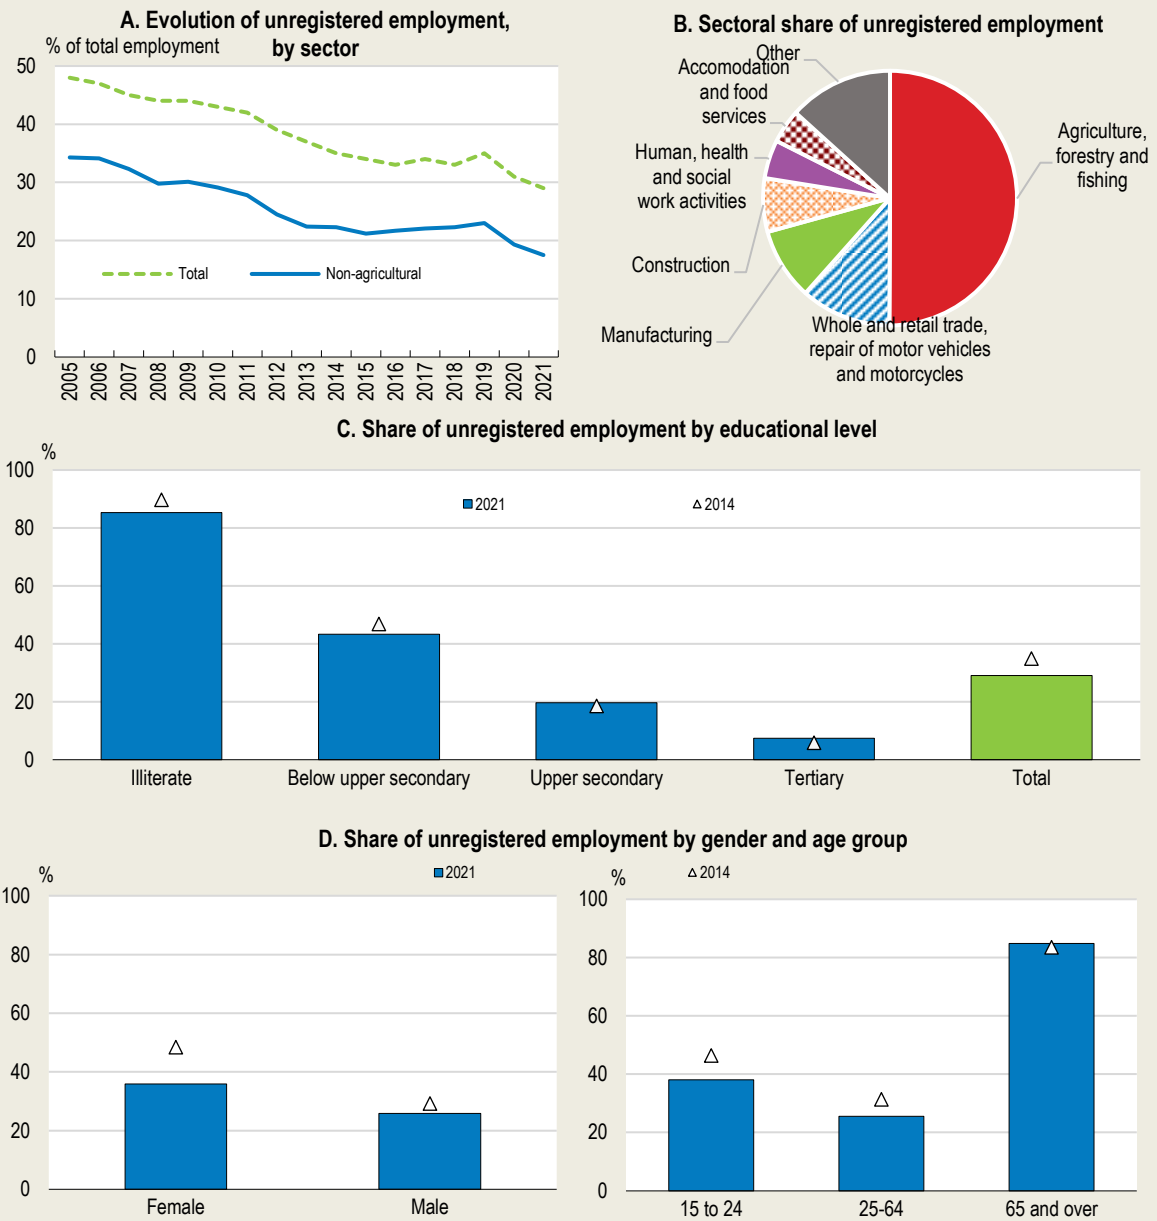 A. Evolution of unregistered employment,
by sector
% of total employment
50
40
30
20
10
0
Total
Non-agricultural
2005
2006
2007
2008
2009
2010
2011
2012
2013
2014
2015
2016
2017
2018
2019
2020
2021
B. Sectoral share of unregistered employment
Other
Accomodation
and food
services
Human, health
and social
work activities
Construction
Manufacturing
Agriculture,
forestry and
fishing
Whole and retail trade,
repair of motor vehicles
and motorcycles
C. Share of unregistered employment by educational level
%
100
80
60
40
20
0
2021
2014
Illiterate
Below upper secondary
Upper secondary
Tertiary
Total
D. Share of unregistered employment by gender and age group
2021
2014
%
100
80
60
40
20
0
Female
Male
%
100
80
60
40
20
0
15 to 24
25-64
65 and over